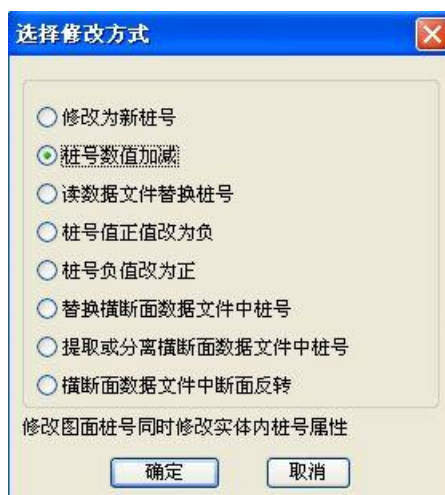 选择修改方式
修改为新桩号
桩号数值加减
读数据文件替换桩号
桩号值正值改为负
桩号负值改为正
替换横断面数据文件中桩号
提取或分离横断面数据文件中桩号
横断面数据文件中断面反转
修改图面桩号同时修改实体内桩号属性
确定
取消